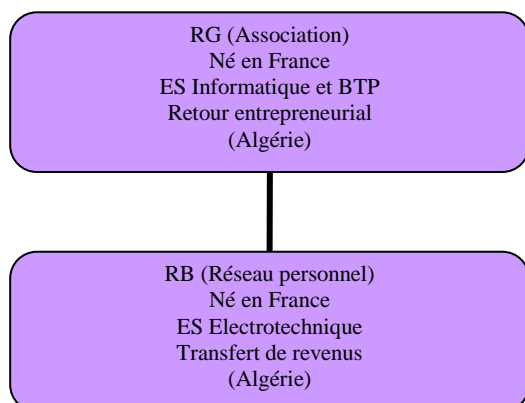 RG (Association)
Né en France
ES Informatique et BTP
Retour entrepreneurial
(Algérie)
RB (Réseau personnel)
Né en France
ES Electrotechnique
Transfert de revenus
(Algérie)